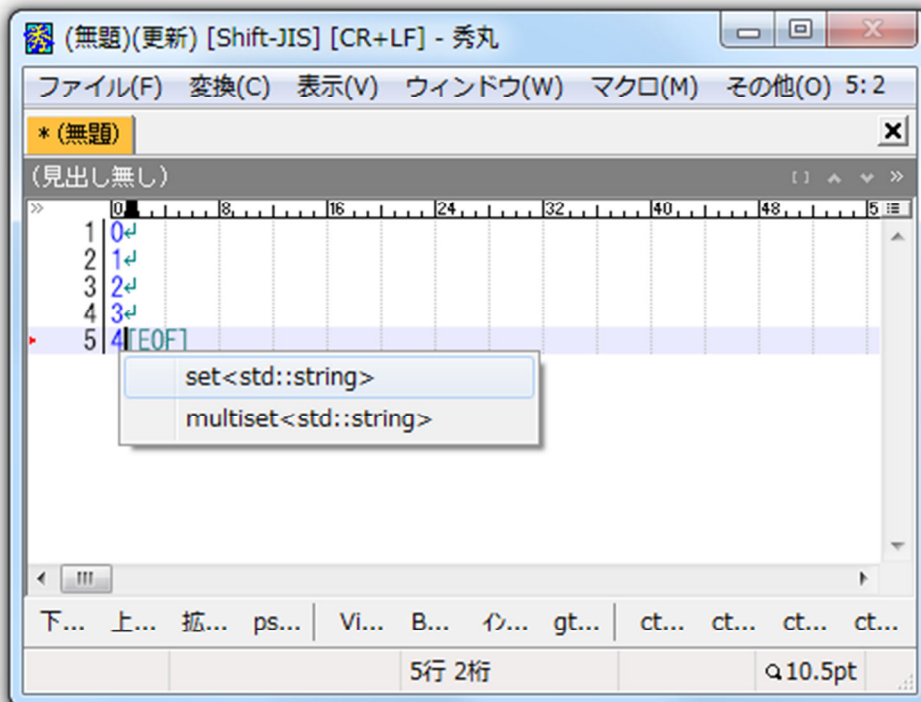 (無題)(更新) [Shift-JIS] [CR+LF] - 秀丸
ファイル(F) 変換(C) 表示(V) ウィンドウ(W) マクロ(M) その他(O) 5: 2
* (無題)
(見出し無し)
0 8 16 24 32 40 48 5
1 0
2 1
3 2
4 3
5 4[EOF]
set<std::string>
multiset<std::string>
下... 上... 拡... ps... Vi... B... イン... gt... ct... ct... ct... ct...
5行 2桁 10.5pt